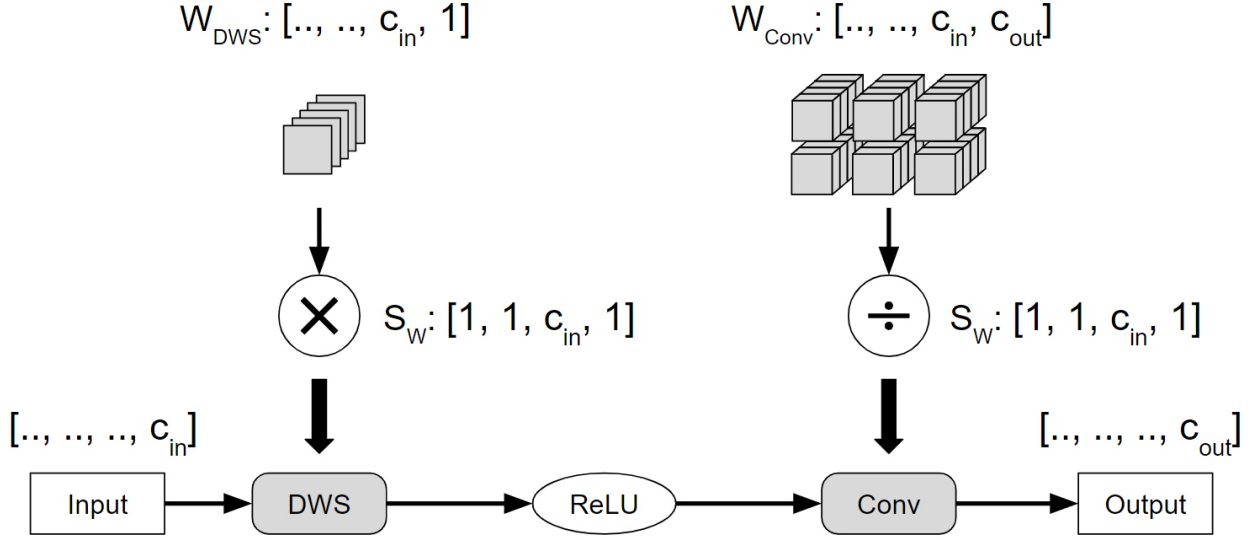 W_DWS: [.., .., c_in, 1]
W_Conv: [.., .., c_in, c_out]
×
S_W: [1, 1, c_in, 1]
÷
S_W: [1, 1, c_in, 1]
[.., .., .., c_in]
[.., .., .., c_out]
Input
DWS
ReLU
Conv
Output